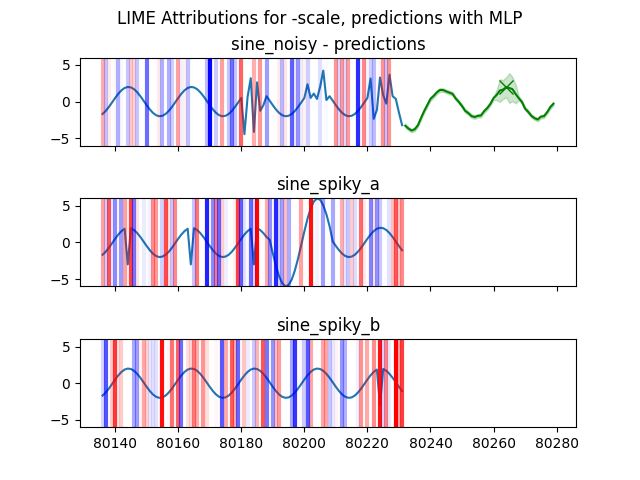 LIME Attributions for -scale, predictions with MLP
sine_noisy - predictions
5
0
−5
sine_spiky_a
5
0
−5
sine_spiky_b
5
0
−5
80140 80160 80180 80200 80220 80240 80260 80280